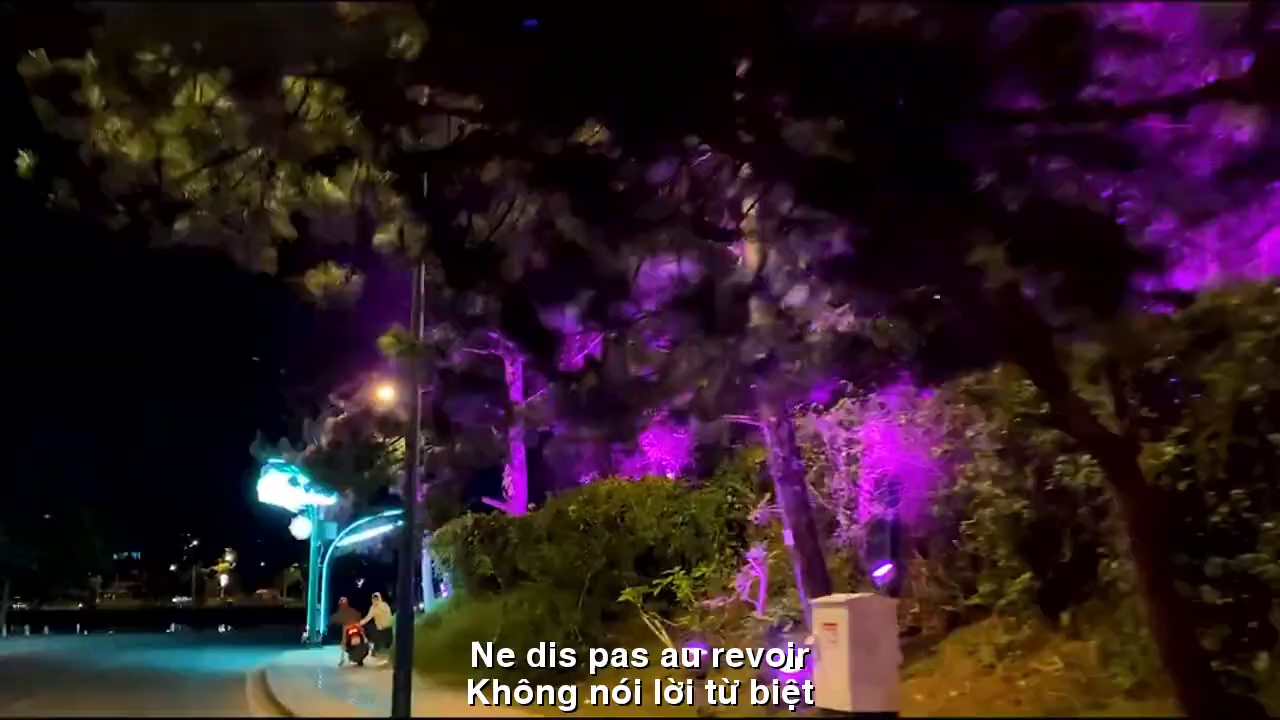 Ne dis pas au revoir
Không nói lời từ biệt